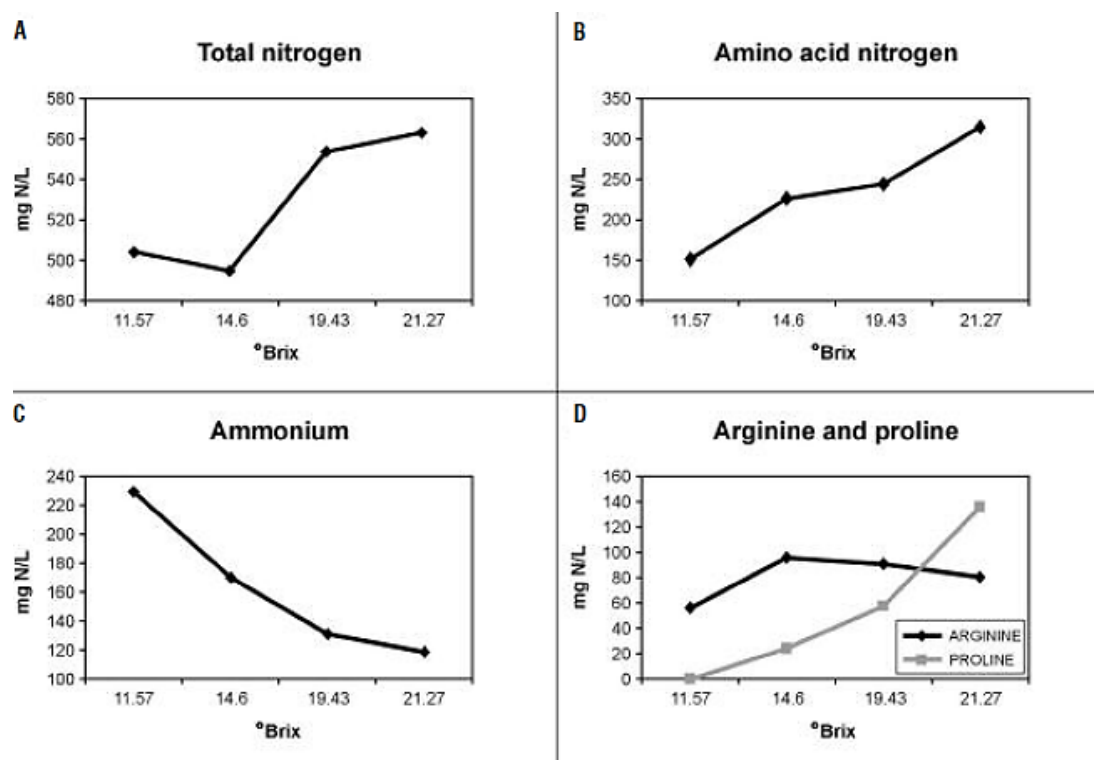 A
Total nitrogen
580
560
540
520
500
480
mg N/L
11.57 14.6 19.43 21.27
°Brix
B
Amino acid nitrogen
350
300
250
200
150
100
mg N/L
11.57 14.6 19.43 21.27
°Brix
C
Ammonium
240
220
200
180
160
140
120
100
mg N/L
11.57 14.6 19.43 21.27
°Brix
D
Arginine and proline
160
140
120
100
80
60
40
20
0
mg N/L
ARGININE
PROLINE
11.57 14.6 19.43 21.27
°Brix